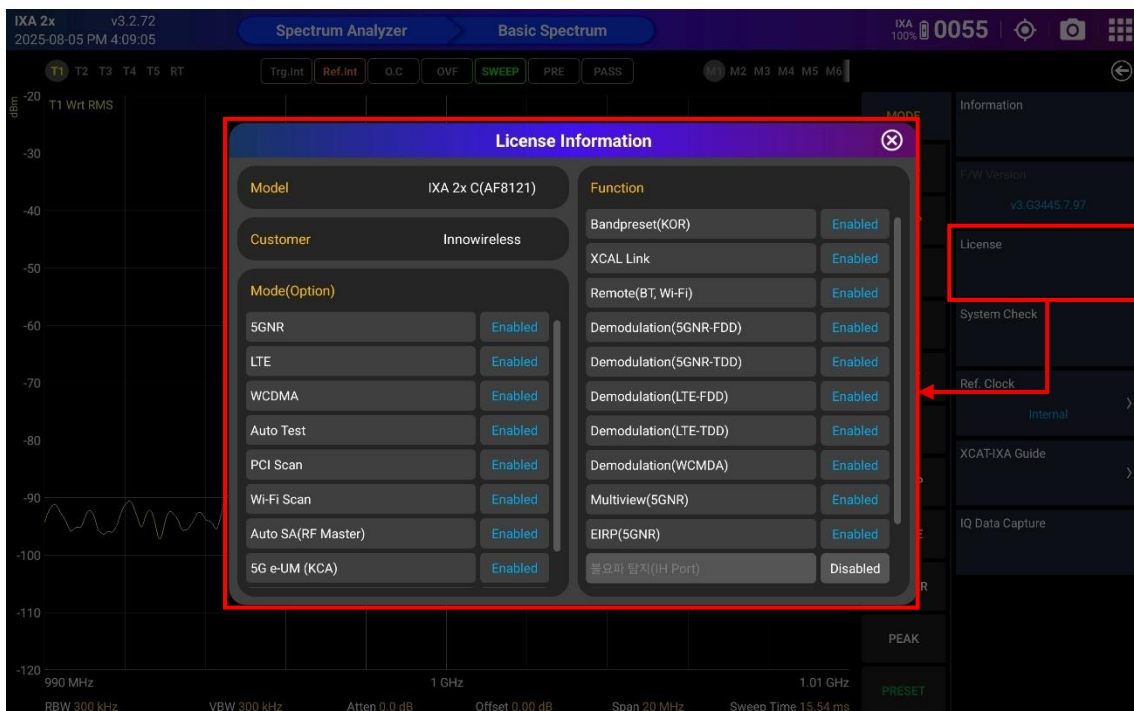 IXA 2x v3.2.72
2025-08-05 PM 4:09:05
Spectrum Analyzer
Basic Spectrum
IXA
100%
0055
T1 T2 T3 T4 T5 RT
Trg.Int Ref.Int O.C OVF SWEEP PRE PASS
M1 M2 M3 M4 M5 M6
dBm
-20
T1 Wrt RMS
-30
-40
-50
-60
-70
-80
-90
-100
-110
-120
License Information
Model IXA 2x C(AF8121)
Customer Innowireless
Mode(Option)
5GNR Enabled
LTE Enabled
WCDMA Enabled
Auto Test Enabled
PCI Scan Enabled
Wi-Fi Scan Enabled
Auto SA(RF Master) Enabled
5G e-UM (KCA) Enabled
Function
Bandpreset(KOR) Enabled
XCAL Link Enabled
Remote(BT, Wi-Fi) Enabled
Demodulation(5GNR-FDD) Enabled
Demodulation(5GNR-TDD) Enabled
Demodulation(LTE-FDD) Enabled
Demodulation(LTE-TDD) Enabled
Demodulation(WCMDA) Enabled
Multiview(5GNR) Enabled
EIRP(5GNR) Enabled
불요파 탐지(IH Port) Disabled
MODE
PEAK
PRESET
Information
F/W Version
v3.G3445.7.97
License
System Check
Ref. Clock
Internal
XCAT-IXA Guide
IQ Data Capture
990 MHz 1 GHz 1.01 GHz
RBW 300 kHz VBW 300 kHz Atten 0.0 dB Offset 0.00 dB Span 20 MHz Sweep Time 15.54 ms